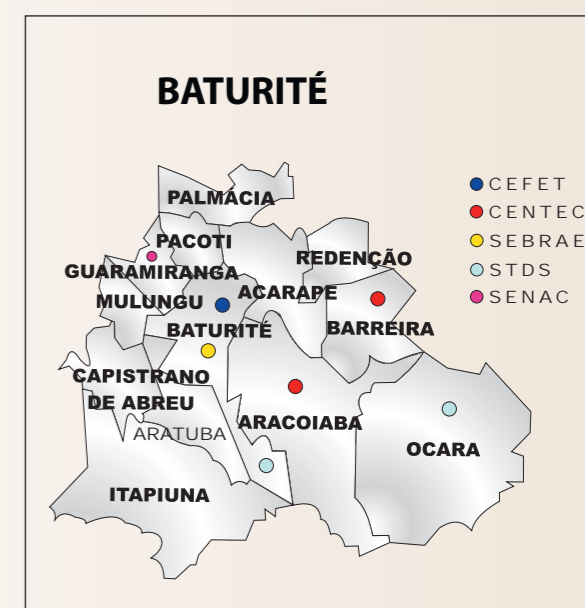 BATURITÉ
PALMÁCIA
PACOTI
GUARAMIRANGA
MULUNGU
ACARAPE
REDENÇÃO
BATURITÉ
BARREIRA
CAPISTRANO
DE ABREU
ARATUBA
ARACOIABA
OCARA
ITAPIUNA
CEFET
CENTEC
SEBRAE
STDS
SENAC